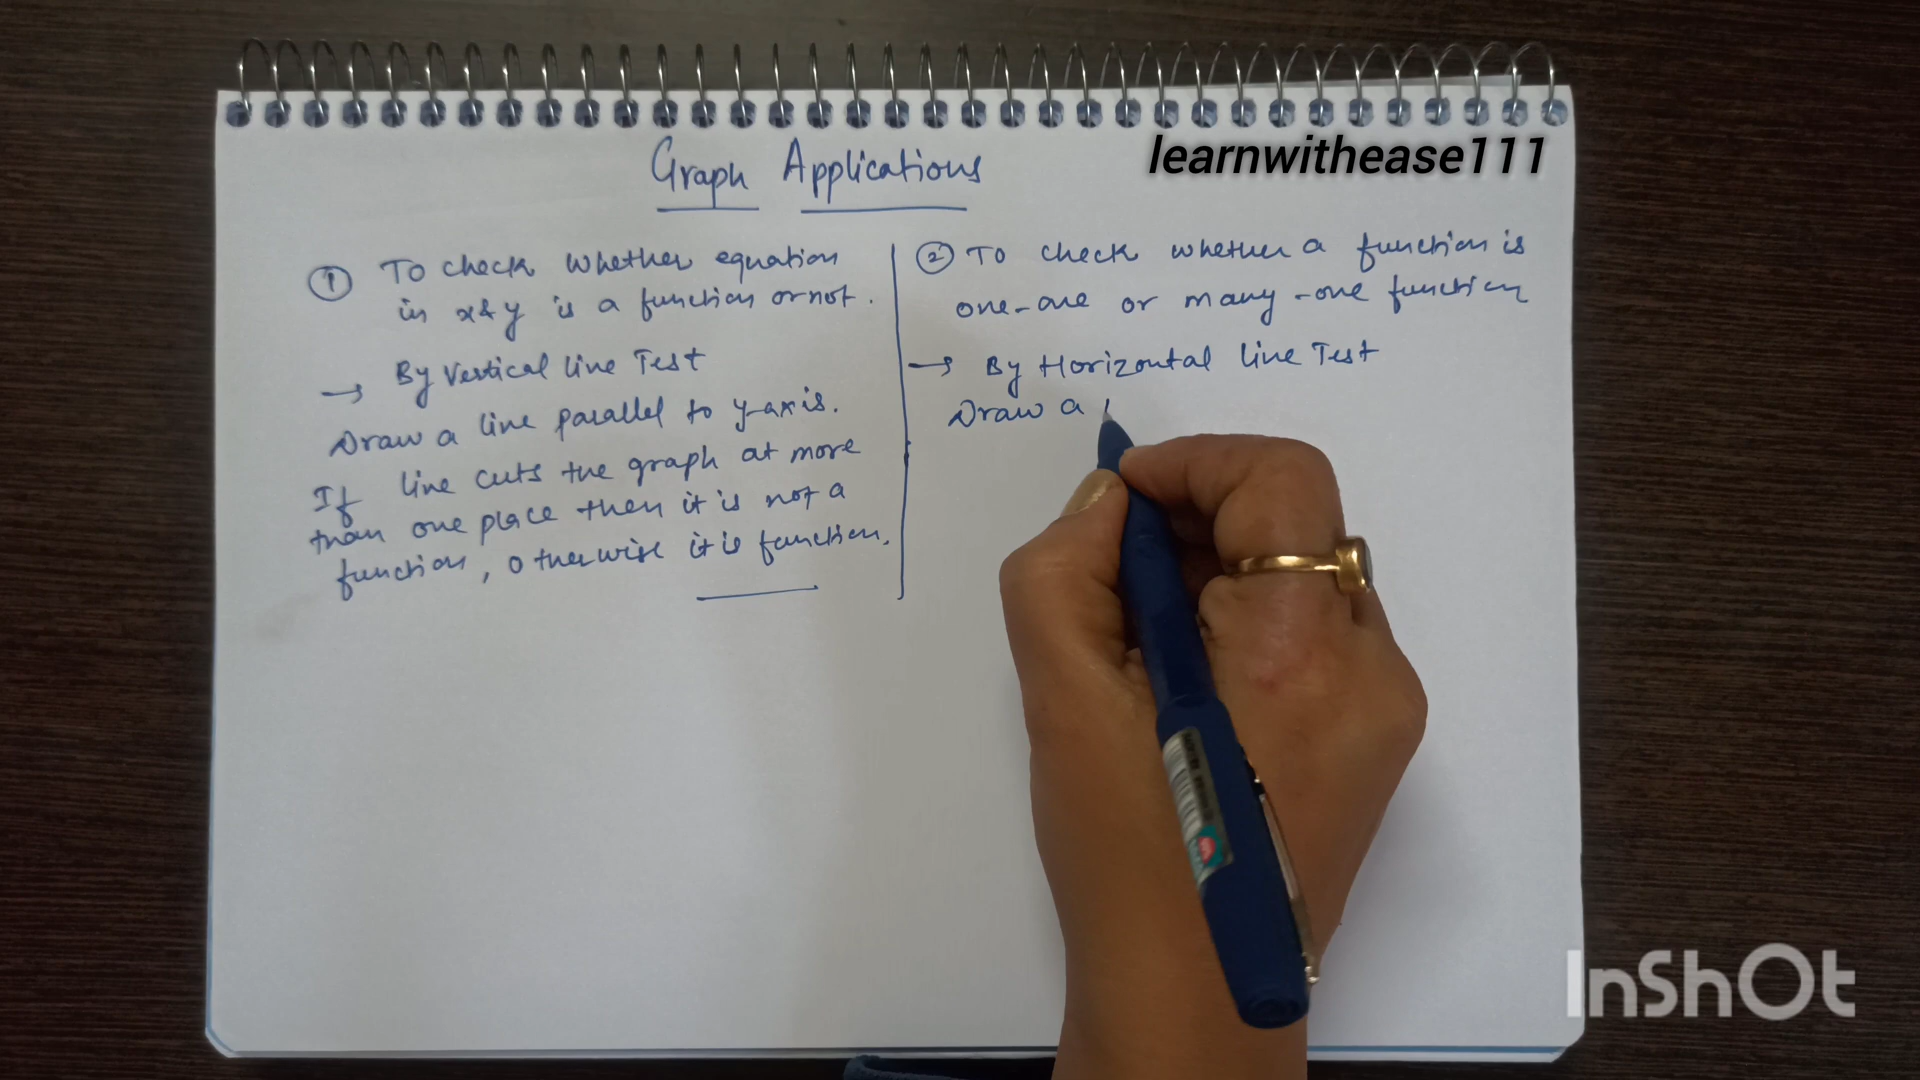 Graph Applications
learnwithease111
① To check whether equation
in x & y is a function or not.
→ By Vertical line Test
Draw a line parallel to y-axis.
If line cuts the graph at more
than one place then it is not a
function, otherwise it is function.
② To check whether a function is
one-one or many-one function
→ By Horizontal line Test
Draw a
InShOt